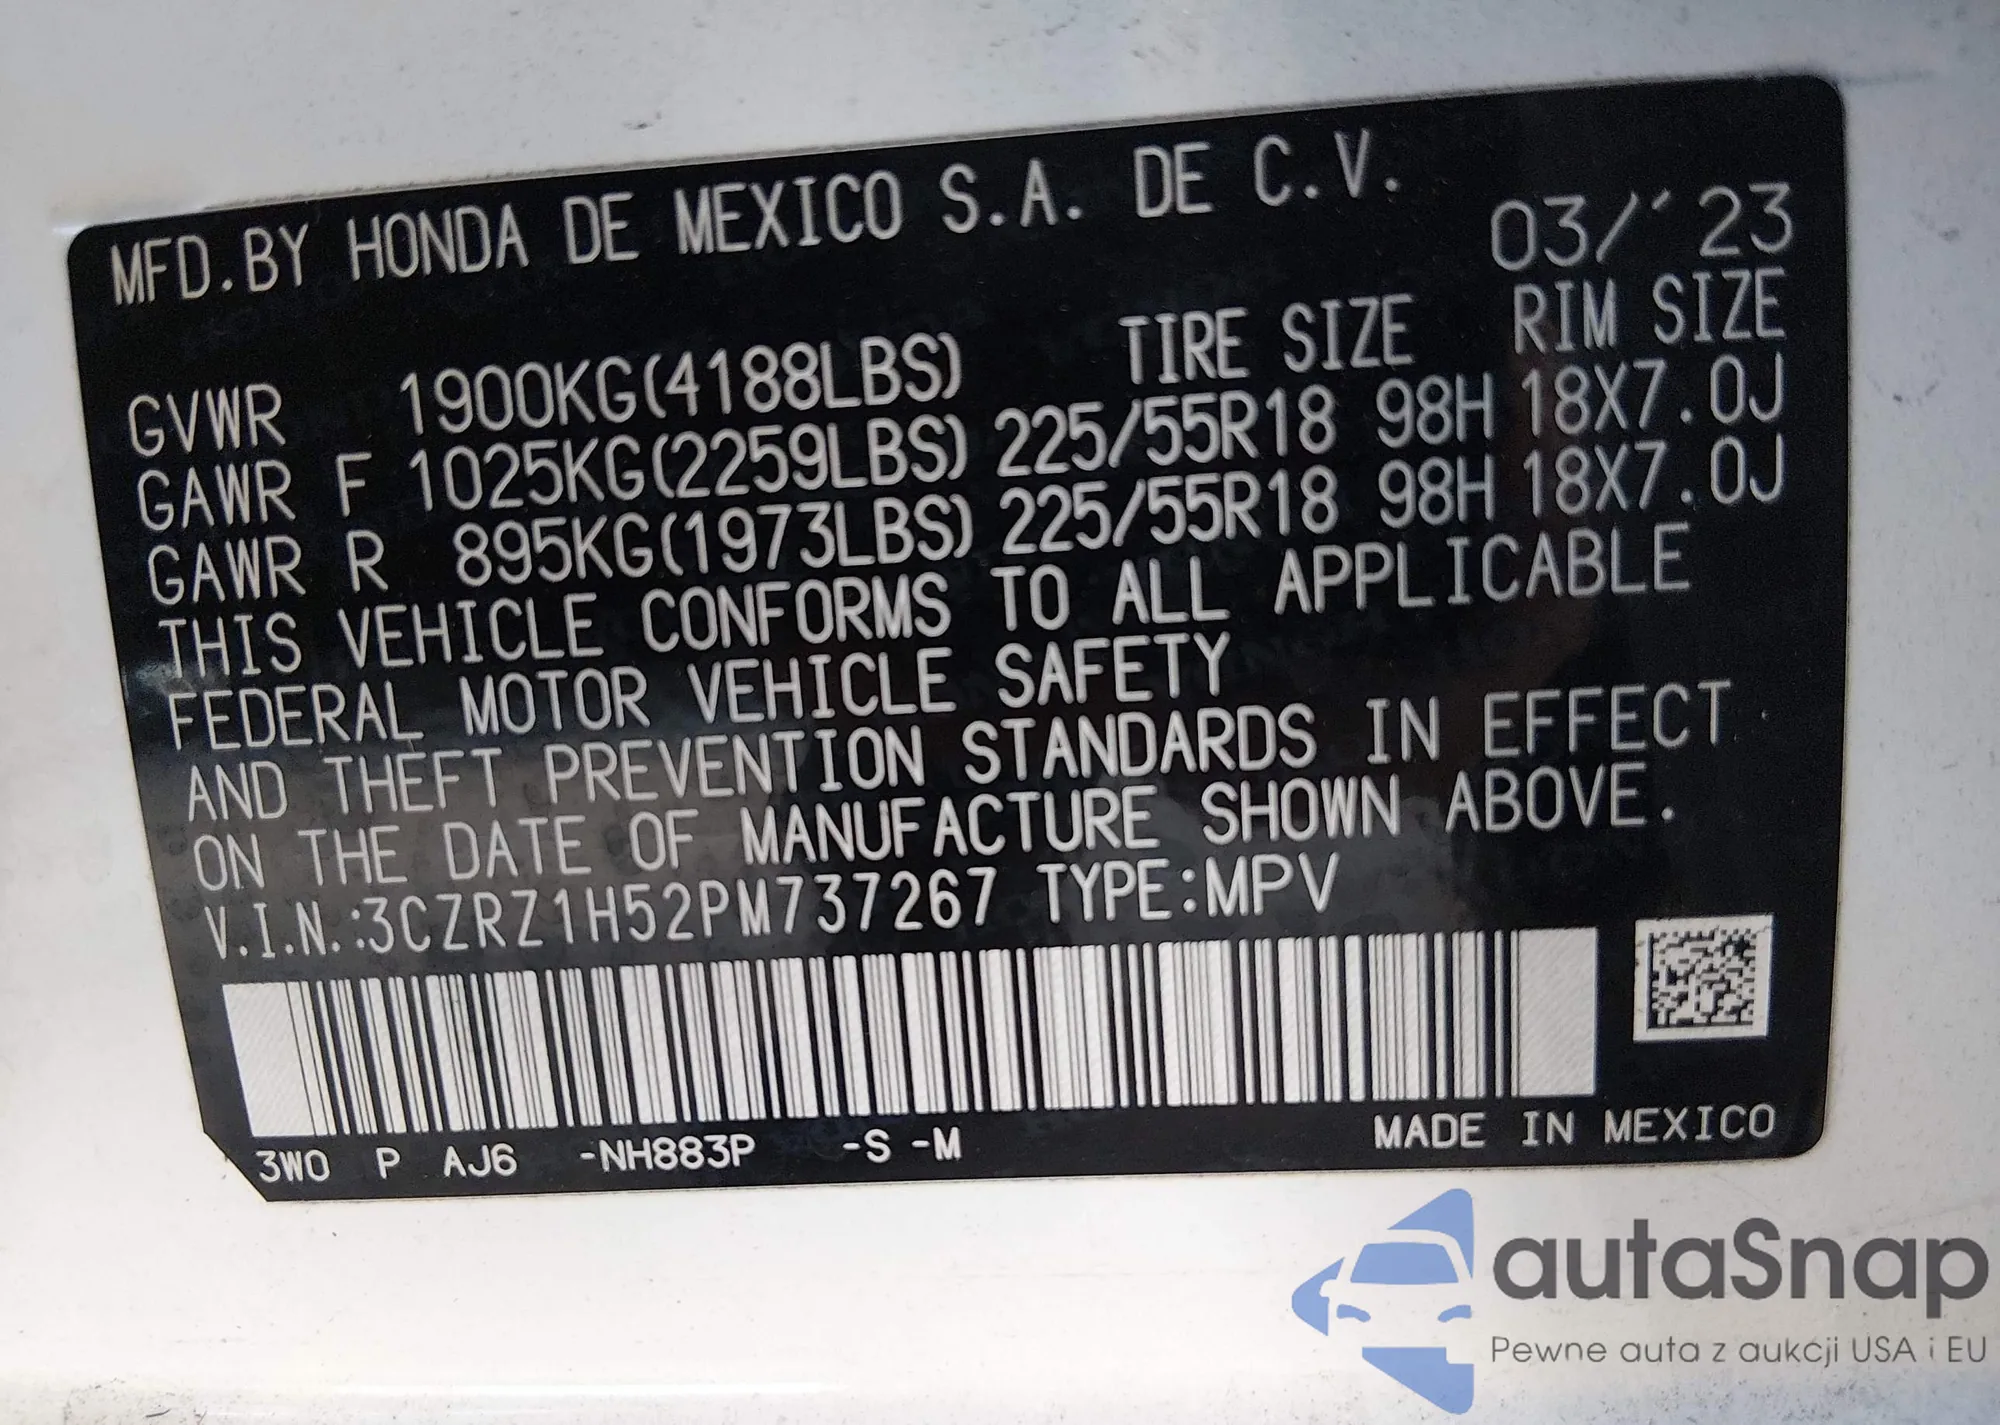 MFD.BY HONDA DE MEXICO S.A. DE C.V.
03/'23
TIRE SIZE RIM SIZE
GVWR 1900KG(4188LBS)
GAWR F 1025KG(2259LBS) 225/55R18 98H 18X7.0J
GAWR R 895KG(1973LBS) 225/55R18 98H 18X7.0J
THIS VEHICLE CONFORMS TO ALL APPLICABLE
FEDERAL MOTOR VEHICLE SAFETY
AND THEFT PREVENTION STANDARDS IN EFFECT
ON THE DATE OF MANUFACTURE SHOWN ABOVE.
V.I.N.:3CZRZ1H52PM737267 TYPE:MPV
3W0 P AJ6 -NH883P -S -M
MADE IN MEXICO
autaSnap
Pewne auta z aukcji USA i EU